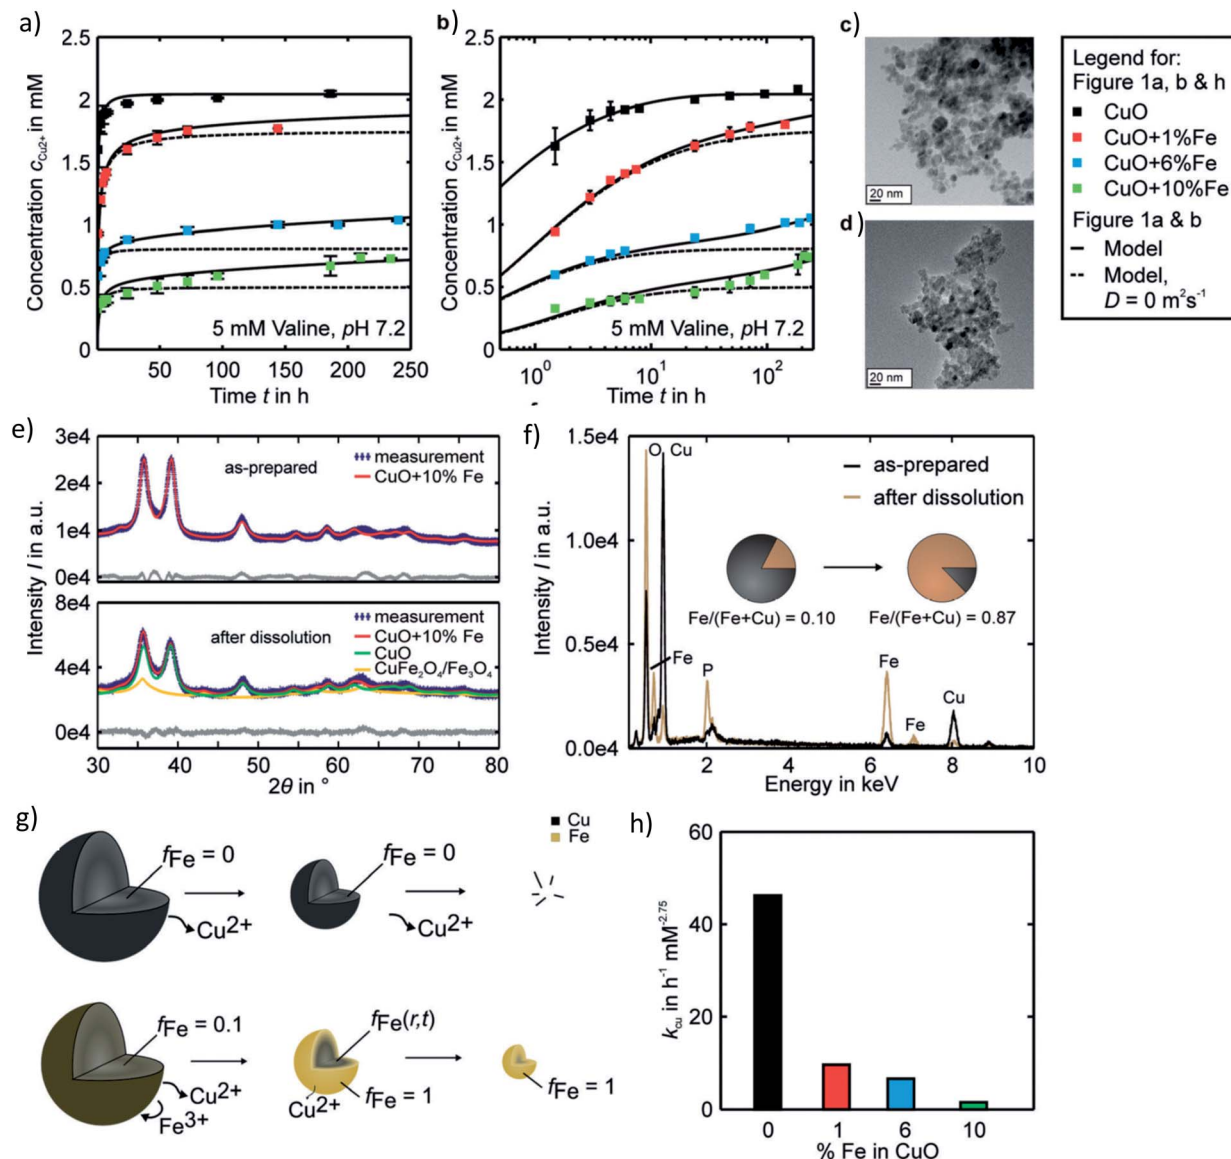 a)
2.5
2
1.5
1
0.5
0
Concentration cCu2+ in mM
5 mM Valine, pH 7.2
50 100 150 200 250
Time t in h
b)
2.5
2
1.5
1
0.5
0
Concentration cCu2+ in mM
5 mM Valine, pH 7.2
10^0 10^1 10^2
Time t in h
c)
20 nm
d)
20 nm
Legend for:
Figure 1a, b & h
CuO
CuO+1%Fe
CuO+6%Fe
CuO+10%Fe
Figure 1a & b
Model
Model,
D = 0 m²s⁻¹
e)
3e4
2e4
1e4
0e4
as-prepared
measurement
CuO+10% Fe
8e4
4e4
0e4
after dissolution
measurement
CuO+10% Fe
CuO
CuFe₂O₄/Fe₃O₄
Intensity I in a.u.
30 40 50 60 70 80
2θ in °
f)
1.5e4
1.0e4
0.5e4
0.0e4
Intensity I in a.u.
O Cu
as-prepared
after dissolution
Fe/(Fe+Cu) = 0.10
Fe/(Fe+Cu) = 0.87
Fe
P
Fe
Fe
Cu
2 4 6 8 10
Energy in keV
g)
Cu
Fe
fFe = 0
Cu2+
fFe = 0
Cu2+
fFe = 0.1
Cu2+
Fe3+
fFe(r,t)
Cu2+
fFe = 1
fFe = 1
h)
60
40
20
0
kcu in h⁻¹ mM⁻²·⁷⁵
0 1 6 10
% Fe in CuO